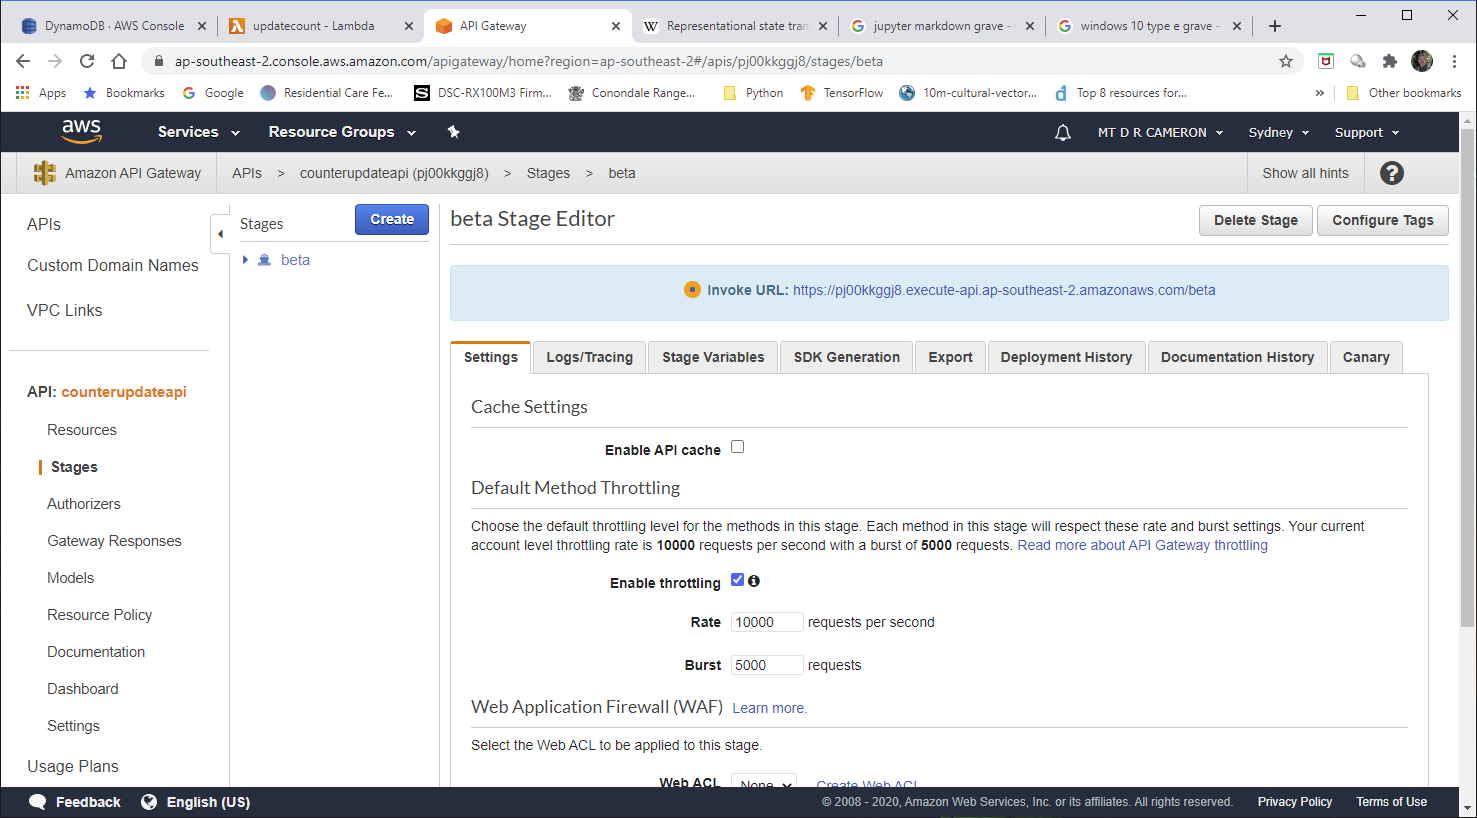 DynamoDB · AWS Console
updatecount - Lambda
API Gateway
Representational state tran
jupyter markdown grave -
windows 10 type e grave -
ap-southeast-2.console.aws.amazon.com/apigateway/home?region=ap-southeast-2#/apis/pj00kkggj8/stages/beta
Apps Bookmarks Google Residential Care Fe... DSC-RX100M3 Firm... Conondale Range... Python TensorFlow 10m-cultural-vector... Top 8 resources for... » Other bookmarks
aws Services Resource Groups MT D R CAMERON Sydney Support
Amazon API Gateway APIs > counterupdateapi (pj00kkggj8) > Stages > beta Show all hints ?
APIs
Custom Domain Names
VPC Links
API: counterupdateapi
Resources
Stages
Authorizers
Gateway Responses
Models
Resource Policy
Documentation
Dashboard
Settings
Usage Plans
Stages Create
beta
beta Stage Editor Delete Stage Configure Tags
Invoke URL: https://pj00kkggj8.execute-api.ap-southeast-2.amazonaws.com/beta
Settings Logs/Tracing Stage Variables SDK Generation Export Deployment History Documentation History Canary
Cache Settings
Enable API cache
Default Method Throttling
Choose the default throttling level for the methods in this stage. Each method in this stage will respect these rate and burst settings. Your current
account level throttling rate is 10000 requests per second with a burst of 5000 requests. Read more about API Gateway throttling
Enable throttling
Rate 10000 requests per second
Burst 5000 requests
Web Application Firewall (WAF) Learn more.
Select the Web ACL to be applied to this stage.
Web ACL None Create Web ACL
Feedback English (US) © 2008 - 2020, Amazon Web Services, Inc. or its affiliates. All rights reserved. Privacy Policy Terms of Use